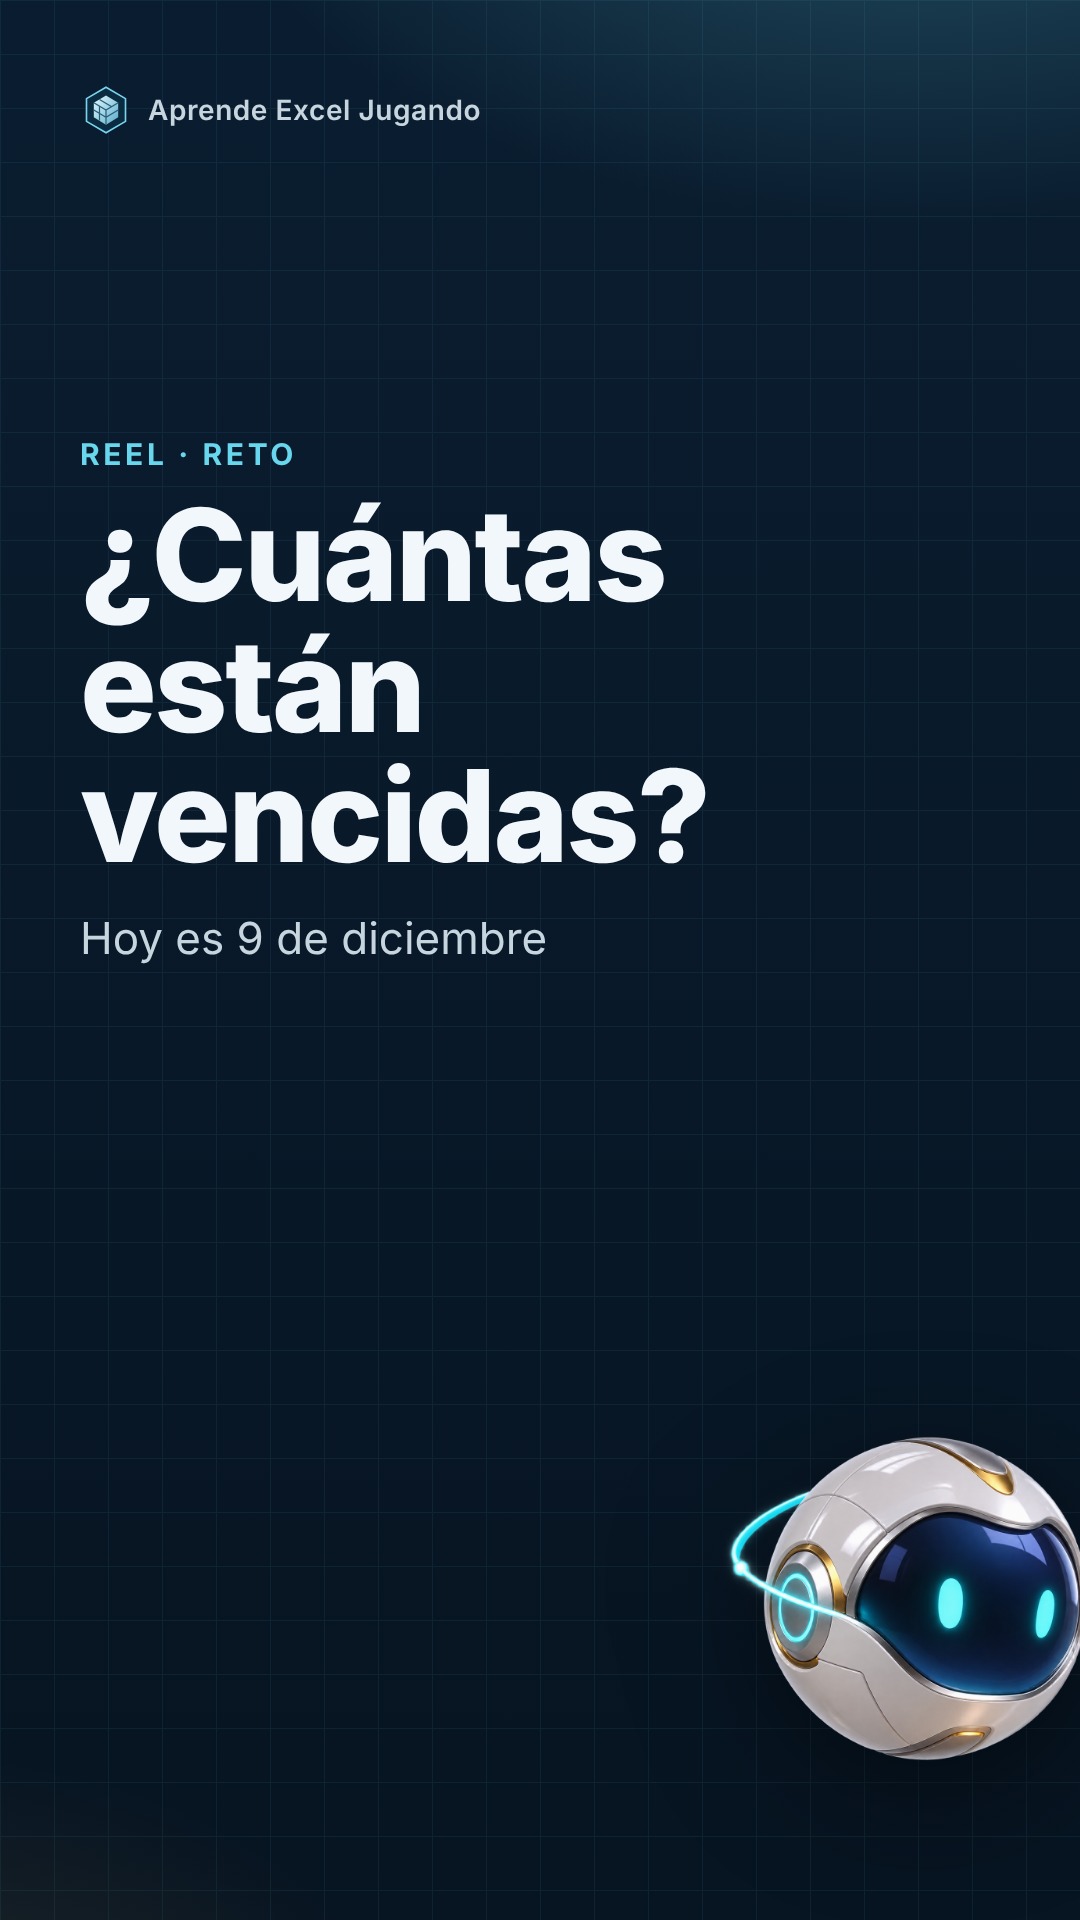 Aprende Excel Jugando
REEL · RETO
¿Cuántas
están
vencidas?
Hoy es 9 de diciembre